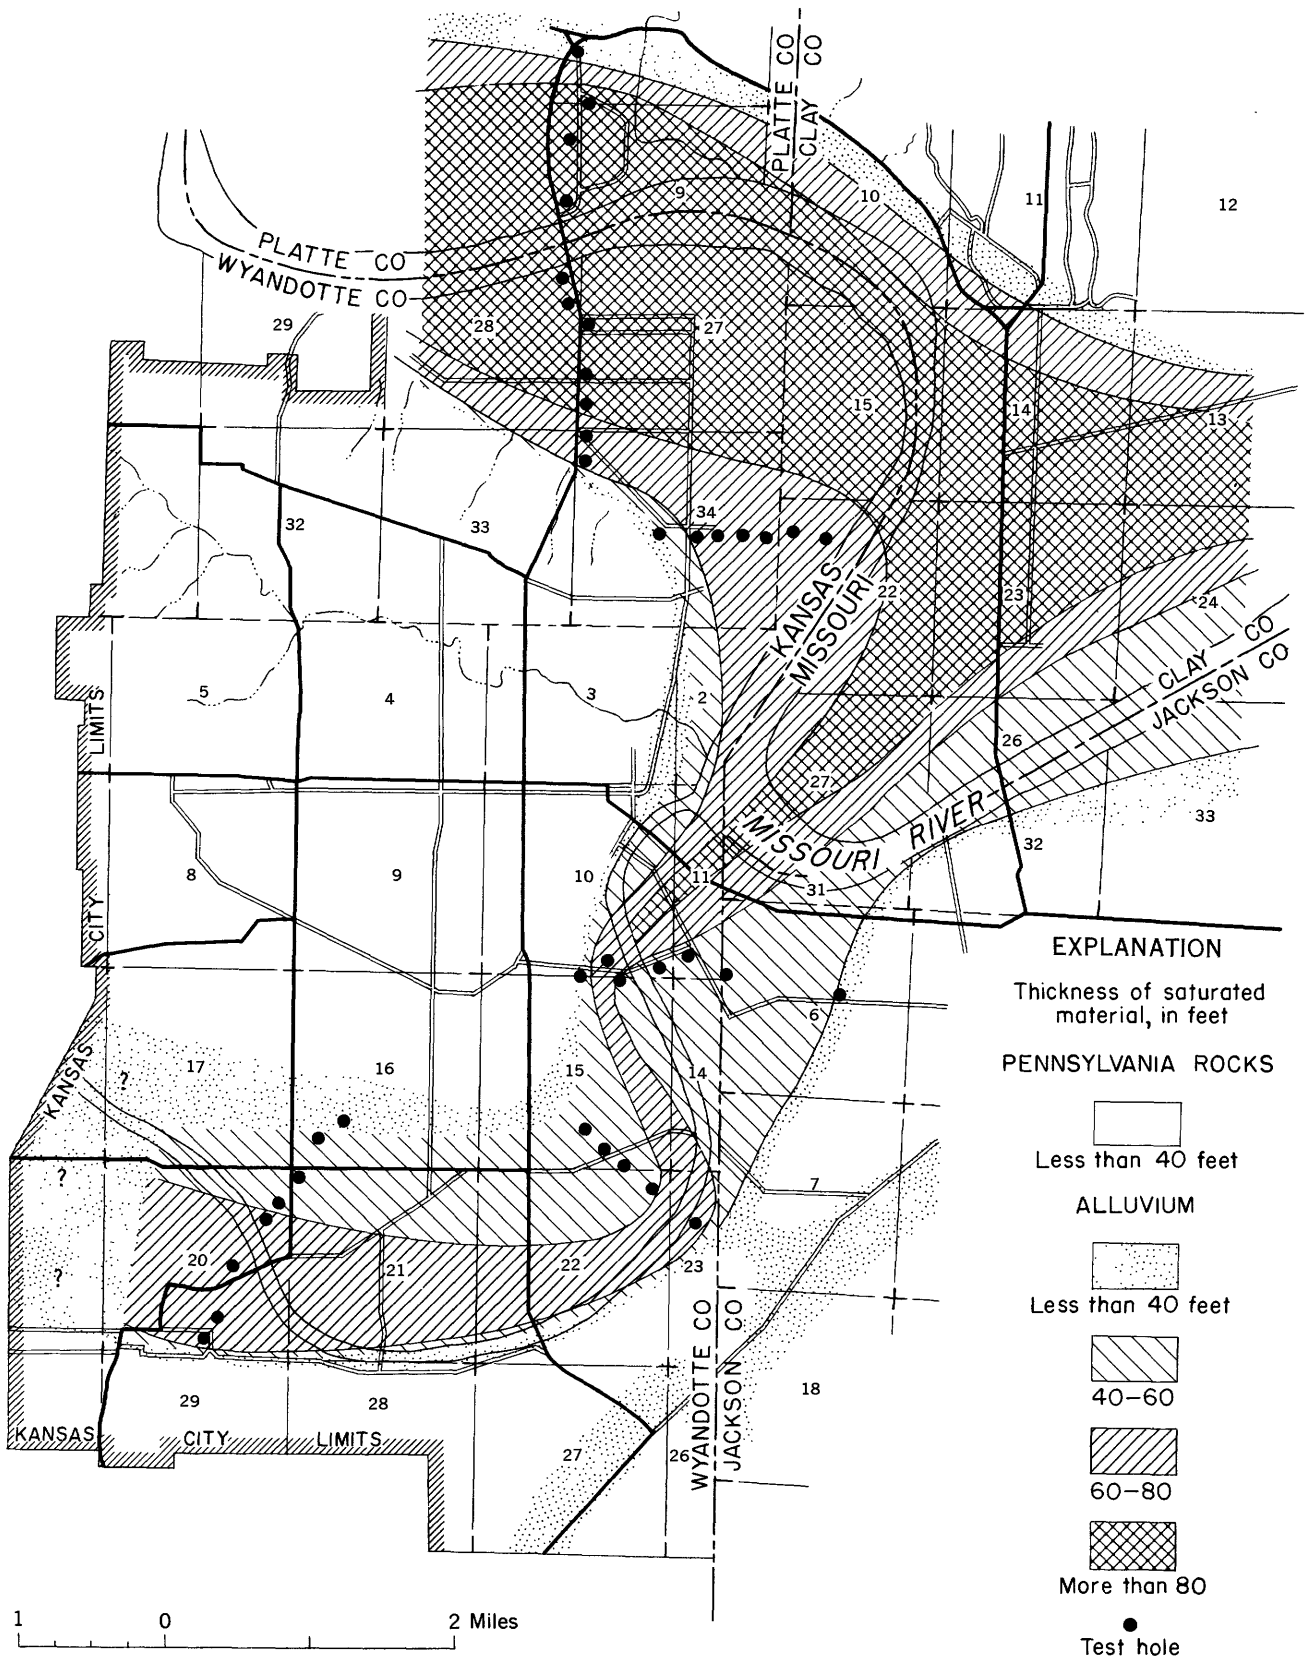 PLATTE CO
CLAY CO
9
10
11
12
PLATTE CO
WYANDOTTE CO
29
28
27
15
14
13
32
33
34
KANSAS
MISSOURI
22
23
24
CLAY CO
JACKSON CO
5
4
3
2
26
27
MISSOURI RIVER
33
32
8
9
10
11
31
CITY LIMITS
6
KANSAS
?
17
16
15
14
?
7
?
20
21
22
23
WYANDOTTE CO
JACKSON CO
18
29
28
KANSAS CITY LIMITS
27
26
EXPLANATION
Thickness of saturated
material, in feet
PENNSYLVANIA ROCKS
Less than 40 feet
ALLUVIUM
Less than 40 feet
40-60
60-80
More than 80
Test hole
1 0 2 Miles